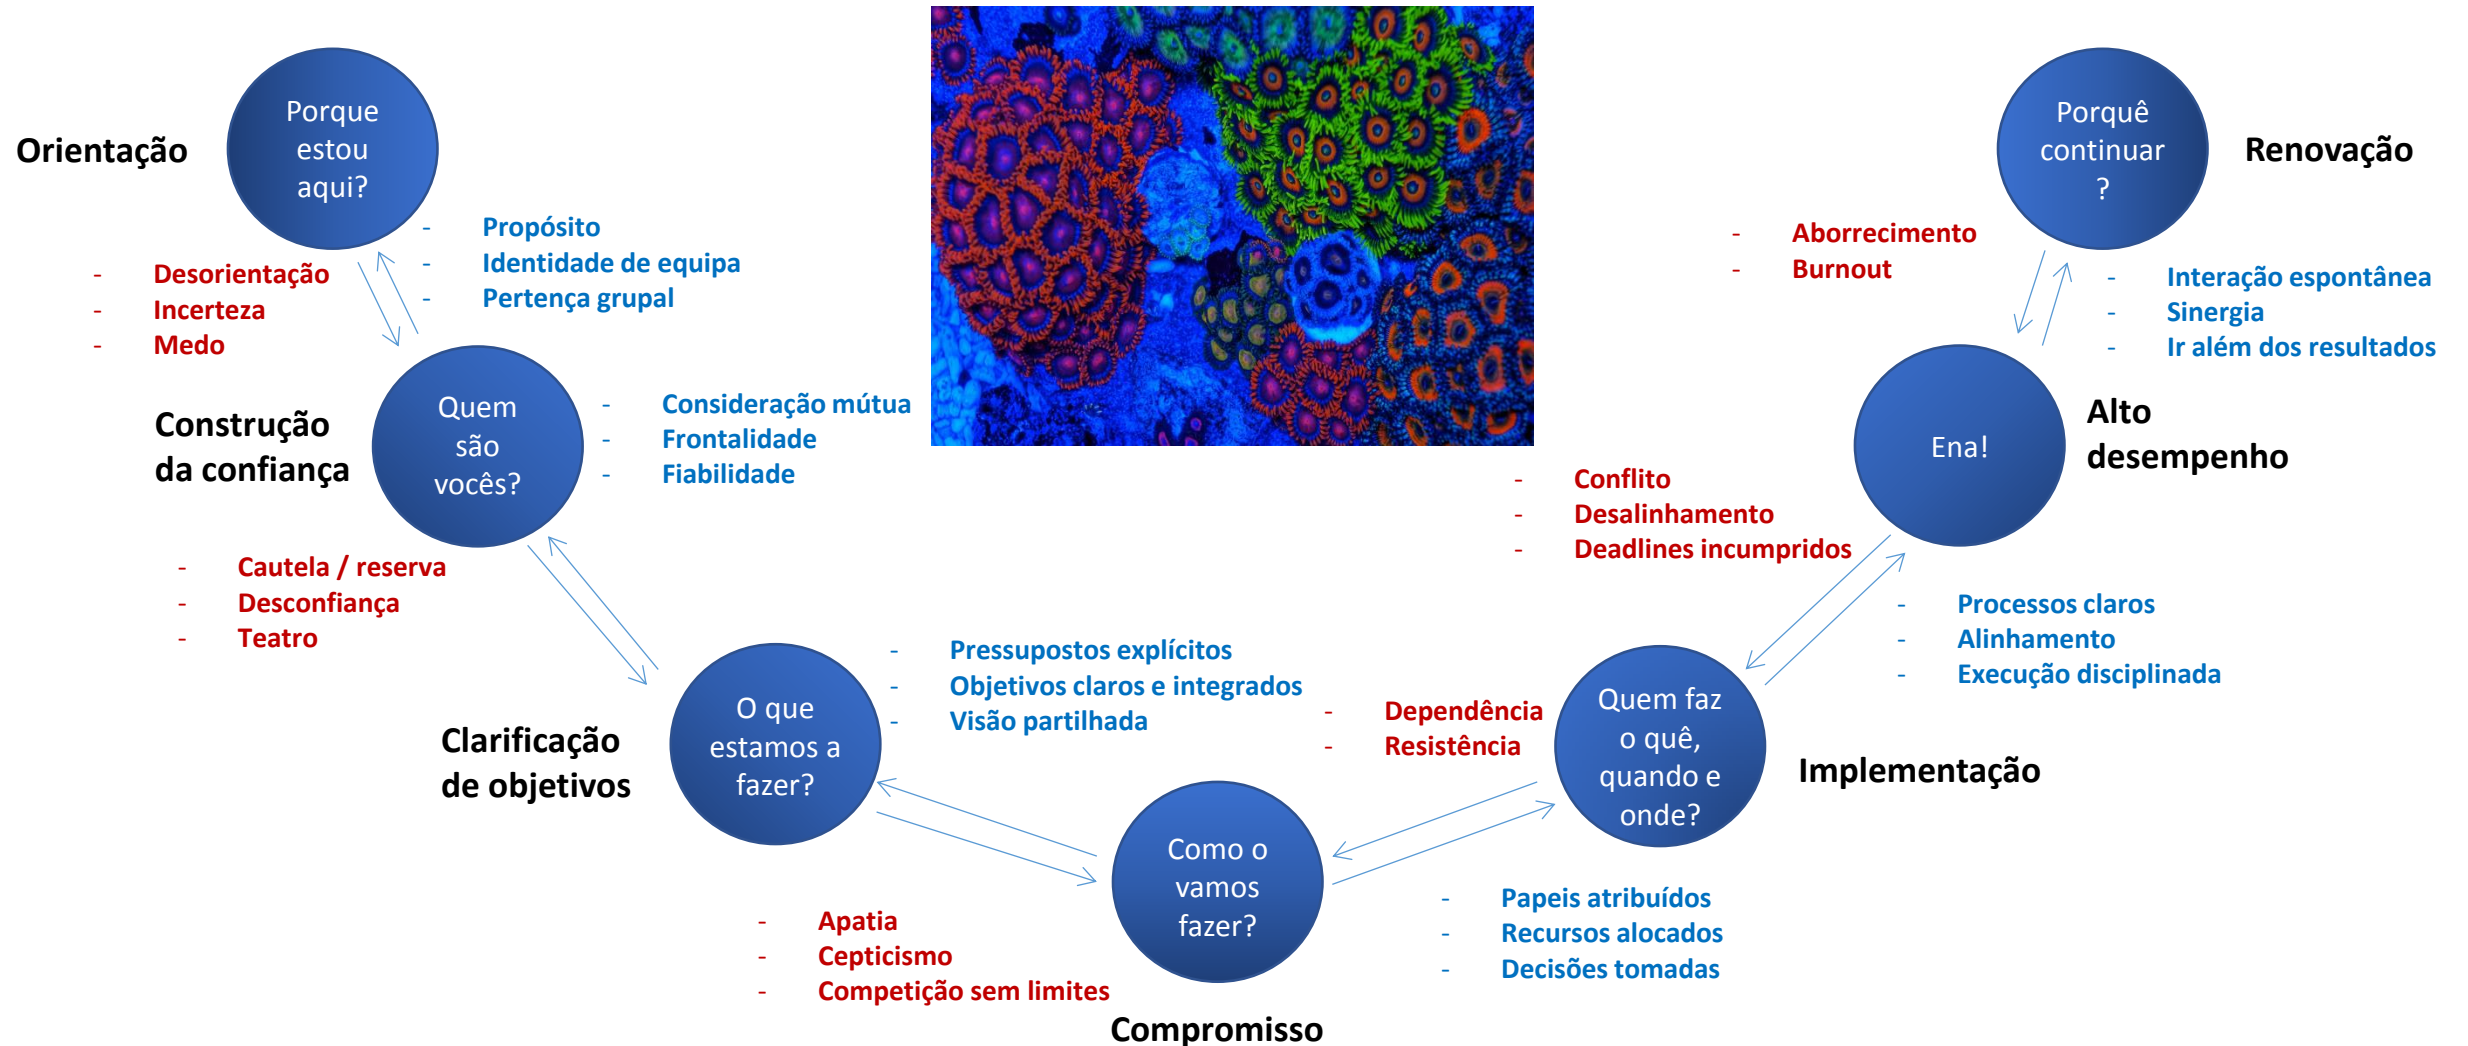 Orientação
Porque
estou
aqui?
- Propósito
- Identidade de equipa
- Pertença grupal
- Desorientação
- Incerteza
- Medo
Construção
da confiança
Quem
são
vocês?
- Consideração mútua
- Frontalidade
- Fiabilidade
- Cautela / reserva
- Desconfiança
- Teatro
Clarificação
de objetivos
O que
estamos a
fazer?
- Pressupostos explícitos
- Objetivos claros e integrados
- Visão partilhada
- Apatia
- Cepticismo
- Competição sem limites
Como o
vamos
fazer?
Compromisso
- Dependência
- Resistência
- Papeis atribuídos
- Recursos alocados
- Decisões tomadas
Quem faz
o quê,
quando e
onde?
Implementação
- Conflito
- Desalinhamento
- Deadlines incumpridos
- Processos claros
- Alinhamento
- Execução disciplinada
Ena!
Alto
desempenho
- Aborrecimento
- Burnout
- Interação espontânea
- Sinergia
- Ir além dos resultados
Porquê
continuar
?
Renovação